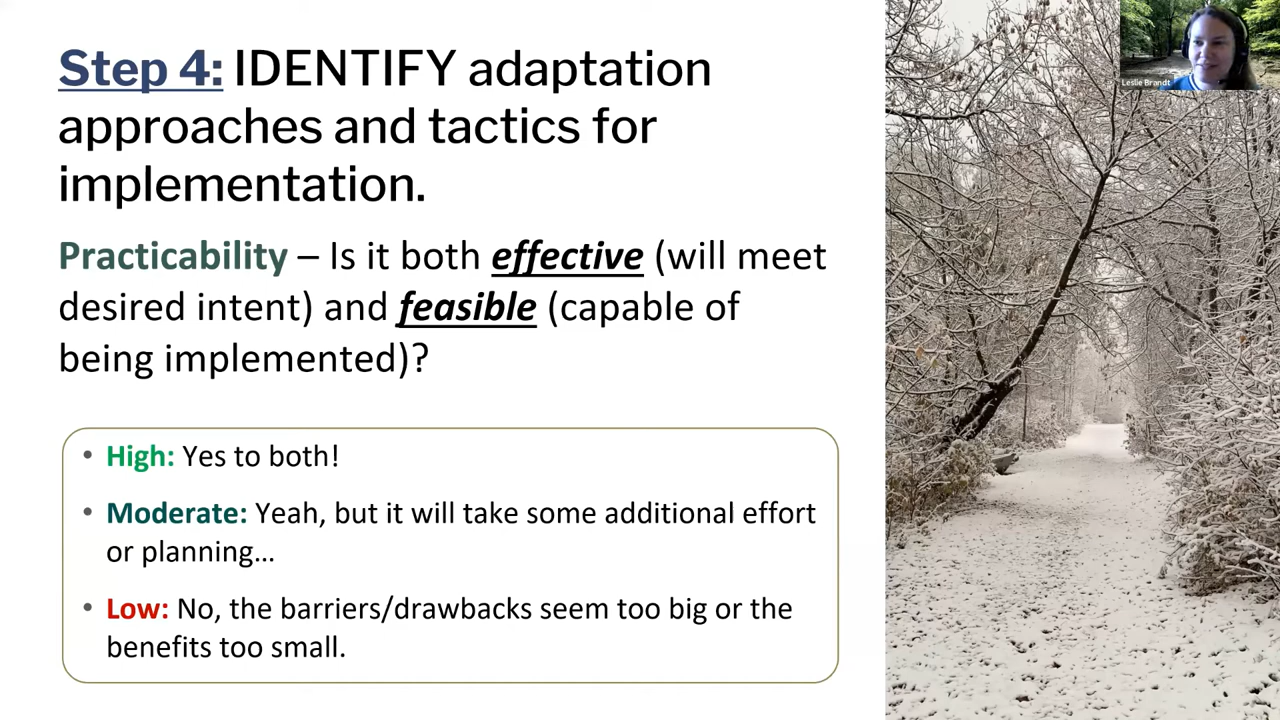 Step 4: IDENTIFY adaptation
approaches and tactics for
implementation.
Practicability – Is it both effective (will meet
desired intent) and feasible (capable of
being implemented)?
• High: Yes to both!
• Moderate: Yeah, but it will take some additional effort
or planning…
• Low: No, the barriers/drawbacks seem too big or the
benefits too small.
Leslie Brandt